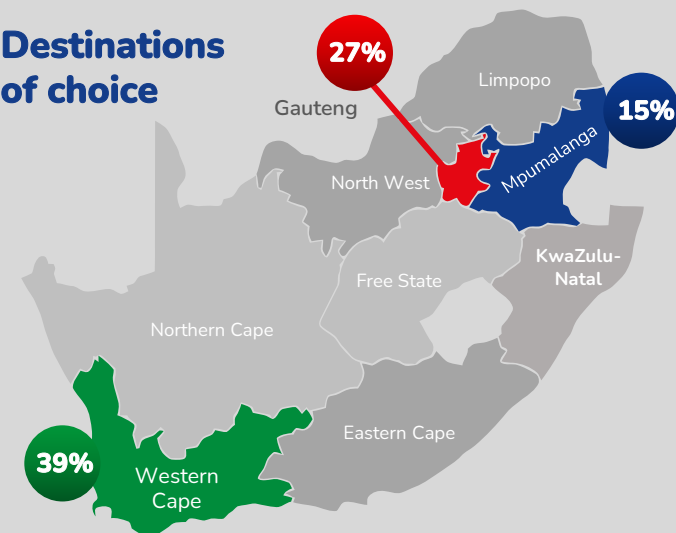 Destinations
of choice
27%
Gauteng
Limpopo
15%
Mpumalanga
North West
KwaZulu-
Natal
Free State
Northern Cape
Eastern Cape
39%
Western
Cape